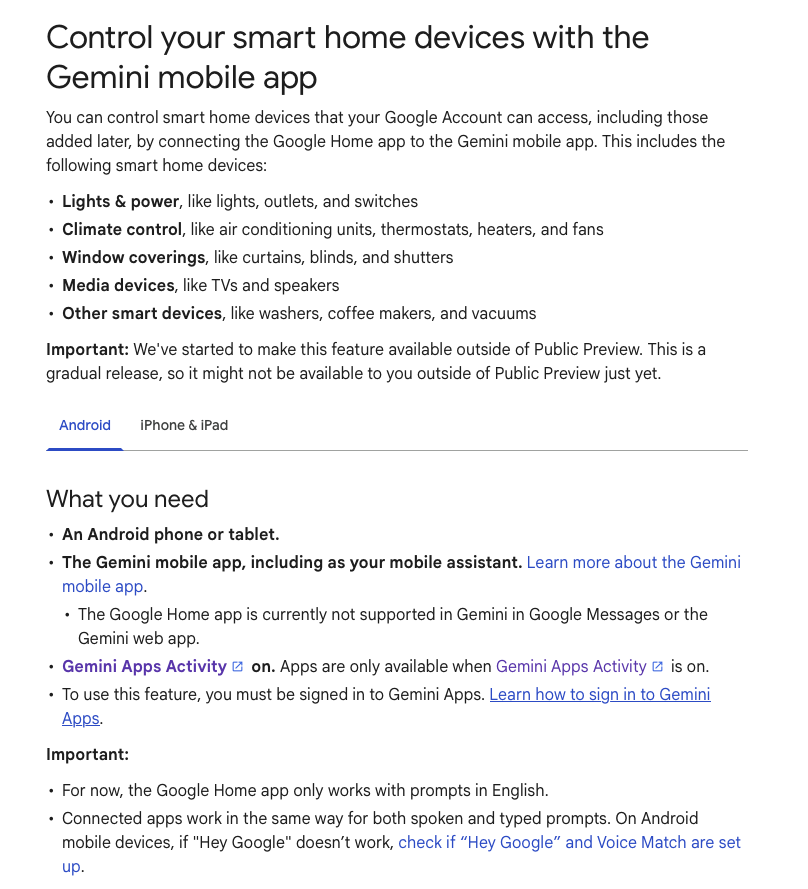 Control your smart home devices with the
Gemini mobile app
You can control smart home devices that your Google Account can access, including those
added later, by connecting the Google Home app to the Gemini mobile app. This includes the
following smart home devices:
• Lights & power, like lights, outlets, and switches
• Climate control, like air conditioning units, thermostats, heaters, and fans
• Window coverings, like curtains, blinds, and shutters
• Media devices, like TVs and speakers
• Other smart devices, like washers, coffee makers, and vacuums
Important: We've started to make this feature available outside of Public Preview. This is a
gradual release, so it might not be available to you outside of Public Preview just yet.
Android iPhone & iPad
What you need
• An Android phone or tablet.
• The Gemini mobile app, including as your mobile assistant. Learn more about the Gemini
mobile app.
• The Google Home app is currently not supported in Gemini in Google Messages or the
Gemini web app.
• Gemini Apps Activity on. Apps are only available when Gemini Apps Activity is on.
• To use this feature, you must be signed in to Gemini Apps. Learn how to sign in to Gemini
Apps.
Important:
• For now, the Google Home app only works with prompts in English.
• Connected apps work in the same way for both spoken and typed prompts. On Android
mobile devices, if "Hey Google" doesn’t work, check if “Hey Google” and Voice Match are set
up.